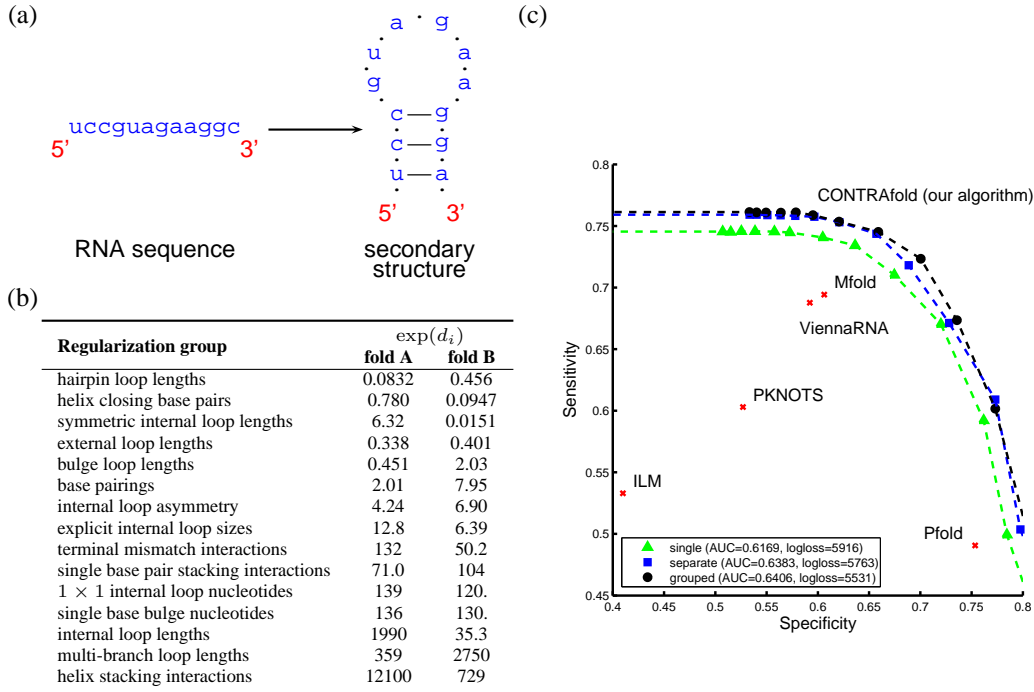 (a)
uccguagaaggc
5’ 3’
RNA sequence
a g
u a
g a
c g
c g
u a
5’ 3’
secondary
structure
(b)
Regularization group exp(d_i)
fold A fold B
hairpin loop lengths 0.0832 0.456
helix closing base pairs 0.780 0.0947
symmetric internal loop lengths 6.32 0.0151
external loop lengths 0.338 0.401
bulge loop lengths 0.451 2.03
base pairings 2.01 7.95
internal loop asymmetry 4.24 6.90
explicit internal loop sizes 12.8 6.39
terminal mismatch interactions 132 50.2
single base pair stacking interactions 71.0 104
1 × 1 internal loop nucleotides 139 120.
single base bulge nucleotides 136 130.
internal loop lengths 1990 35.3
multi-branch loop lengths 359 2750
helix stacking interactions 12100 729
(c)
0.8
0.75
0.7
0.65
0.6
0.55
0.5
0.45
0.4
Sensitivity
CONTRAfold (our algorithm)
Mfold
ViennaRNA
PKNOTS
ILM
Pfold
single (AUC=0.6169, logloss=5916)
separate (AUC=0.6383, logloss=5763)
grouped (AUC=0.6406, logloss=5531)
0.4 0.45 0.5 0.55 0.6 0.65 0.7 0.75 0.8
Specificity